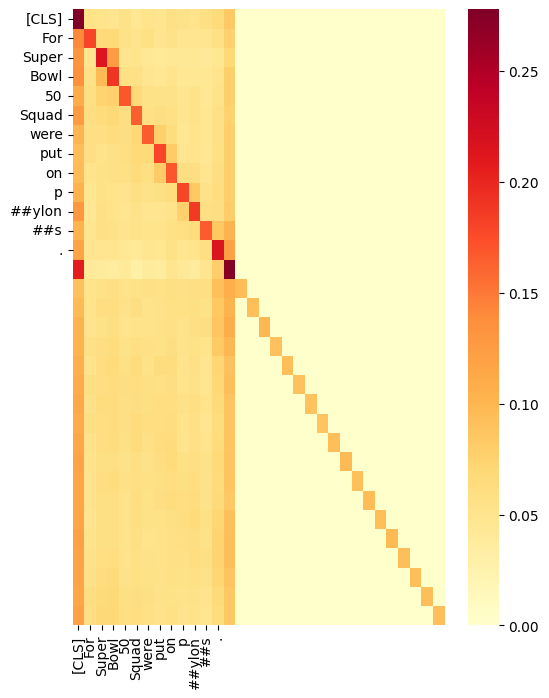 [CLS]
For
Super
Bowl
50
Squad
were
put
on
p
##ylon
##s
.
[CLS]
For
Super
Bowl
50
Squad
were
put
on
p
##ylon
##s
.
0.25
0.20
0.15
0.10
0.05
0.00